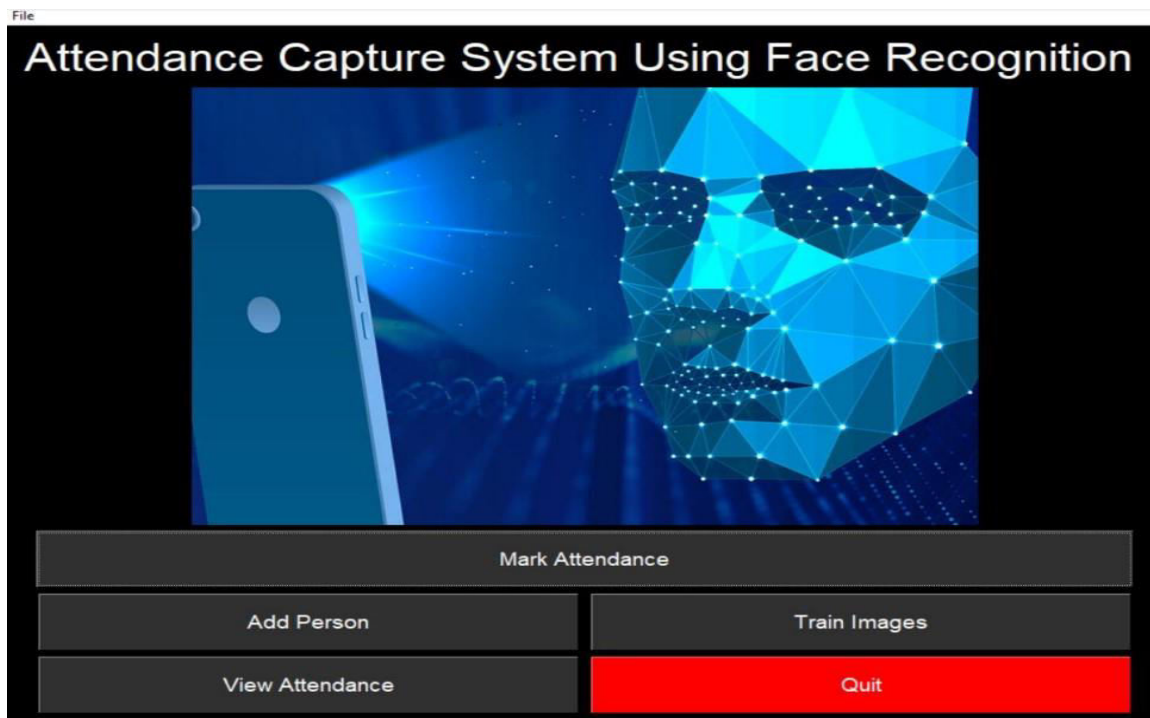 File
Attendance Capture System Using Face Recognition
Mark Attendance
Add Person
Train Images
View Attendance
Quit